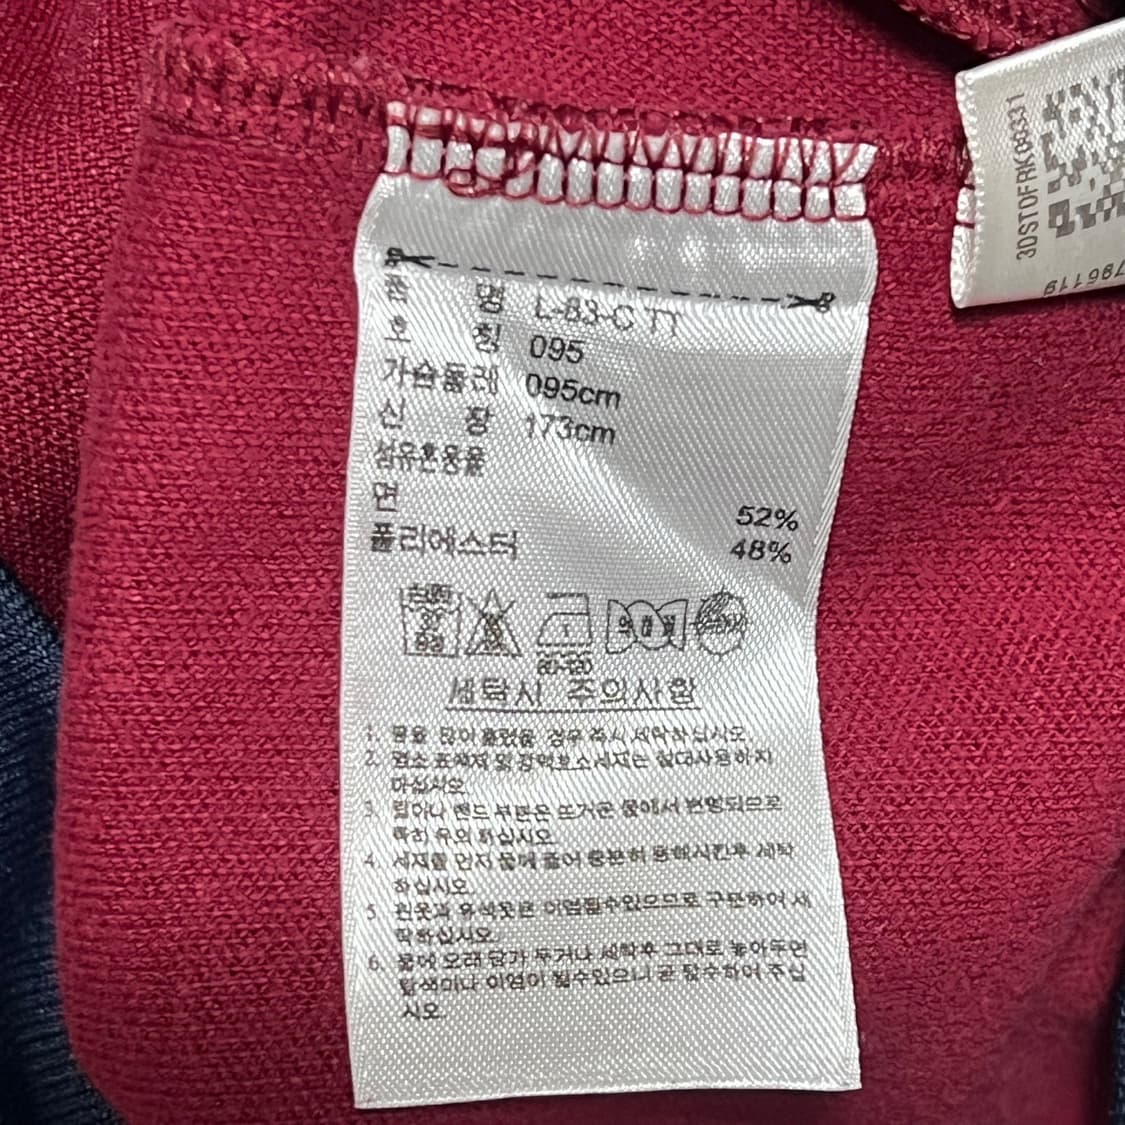 품 명 L-83-C TT
호 칭 095
가슴둘레 095cm
신 장 173cm
섬유혼용율
면 52%
폴리에스터 48%
80-120
세탁시 주의사항
1. 땀을 많이 흘렸을 경우 즉시 세탁하십시오.
2. 염소 표백제 및 강력효소세제는 절대사용하지
마십시오.
3. 립이나 밴드 부분은 뜨거운 물에서 변형되므로
특히 유의 하십시오.
4. 세제를 먼저 물에 풀어 충분히 용해시킨후 세탁
하십시오.
5. 흰옷과 유색옷은 이염될수있으므로 구분하여 세
탁하십시오.
6. 물에 오래 담가 두거나 세탁후 그대로 놓아두면
탈색이나 이염이 될수있으니 곧 탈수하여 주십
시오.
3DSTOFRK08331